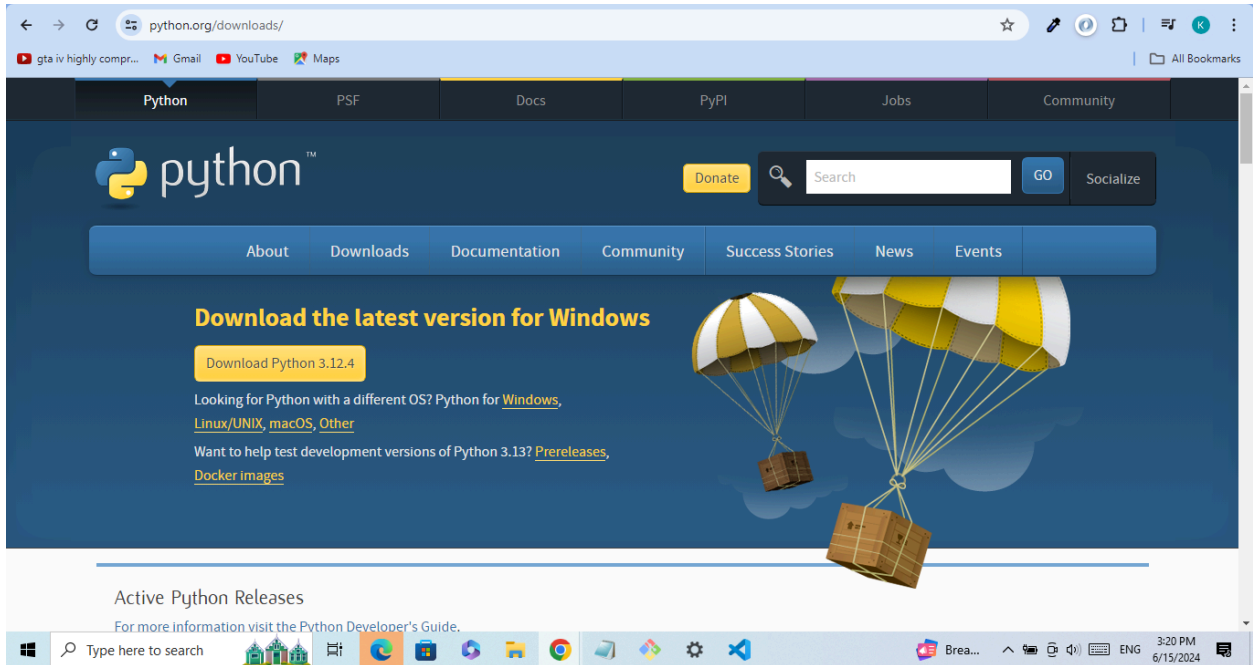 python.org/downloads/
K
gta iv highly compr... Gmail YouTube Maps All Bookmarks
Python PSF Docs PyPI Jobs Community
python™
Donate Search GO Socialize
About Downloads Documentation Community Success Stories News Events
Download the latest version for Windows
Download Python 3.12.4
Looking for Python with a different OS? Python for Windows,
Linux/UNIX, macOS, Other
Want to help test development versions of Python 3.13? Prereleases,
Docker images
Active Python Releases
For more information visit the Python Developer's Guide.
Type here to search Brea... ENG 3:20 PM
6/15/2024